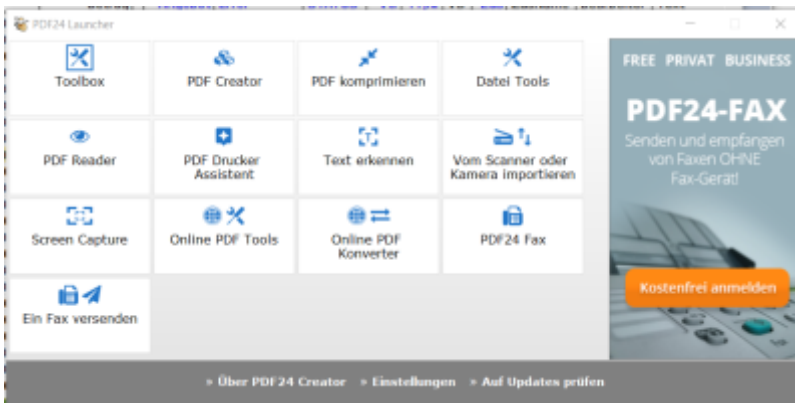 PDF24 Launcher
Toolbox
PDF Creator
PDF komprimieren
Datei Tools
PDF Reader
PDF Drucker
Assistent
Text erkennen
Vom Scanner oder
Kamera importieren
Screen Capture
Online PDF Tools
Online PDF
Konverter
PDF24 Fax
Ein Fax versenden
FREE PRIVAT BUSINESS
PDF24-FAX
Senden und empfangen
von Faxen OHNE
Fax-Gerät!
Kostenfrei anmelden
» Über PDF24 Creator » Einstellungen » Auf Updates prüfen